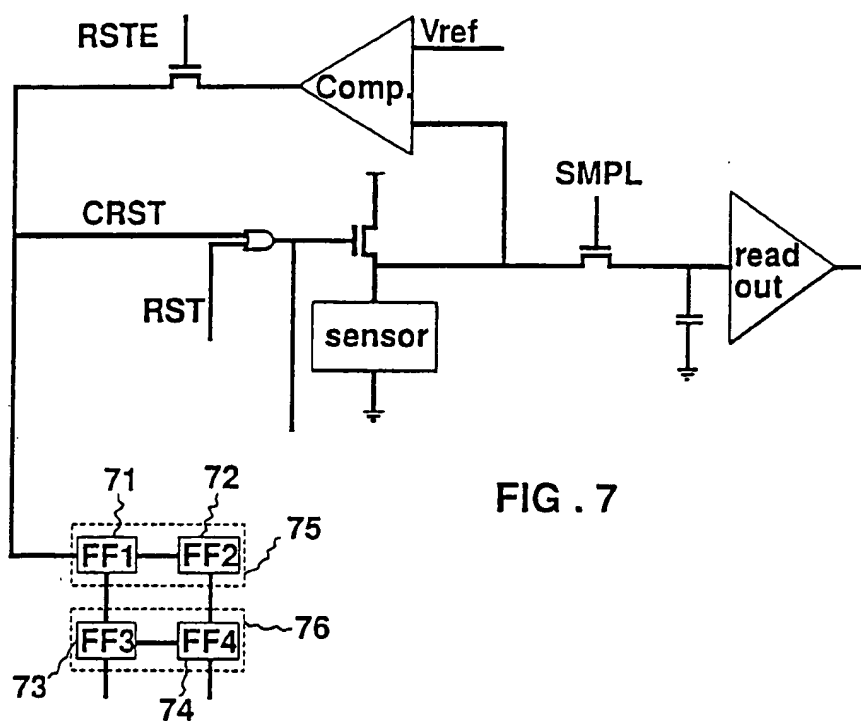 RSTE
Vref
Comp.
SMPL
CRST
read
out
RST
sensor
71
72
FIG . 7
75
FF1
FF2
76
FF3
FF4
73
74